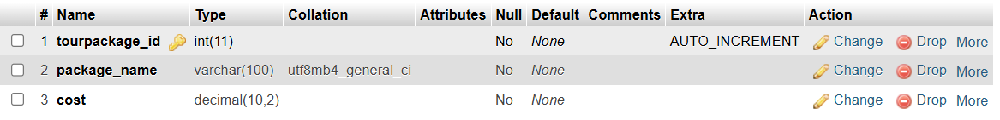 # Name Type Collation Attributes Null Default Comments Extra Action
1 tourpackage_id int(11) No None AUTO_INCREMENT Change Drop More
2 package_name varchar(100) utf8mb4_general_ci No None Change Drop More
3 cost decimal(10,2) No None Change Drop More